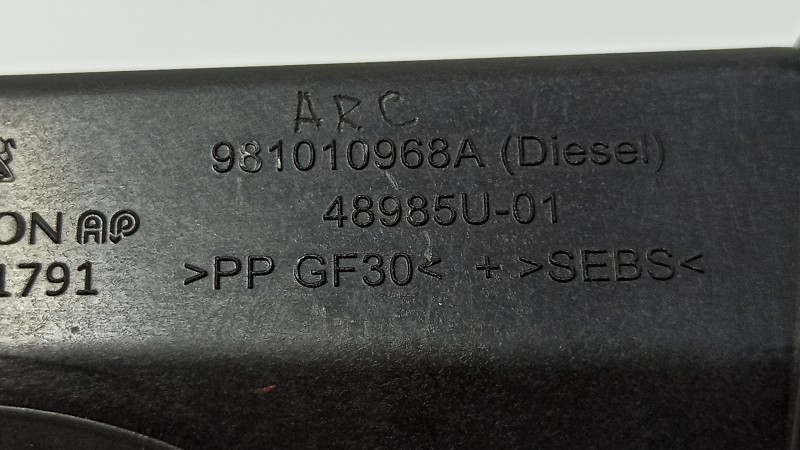 ARC
981010968A (Diesel)
48985U-01
ON AP
1791
>PP GF30< + >SEBS<